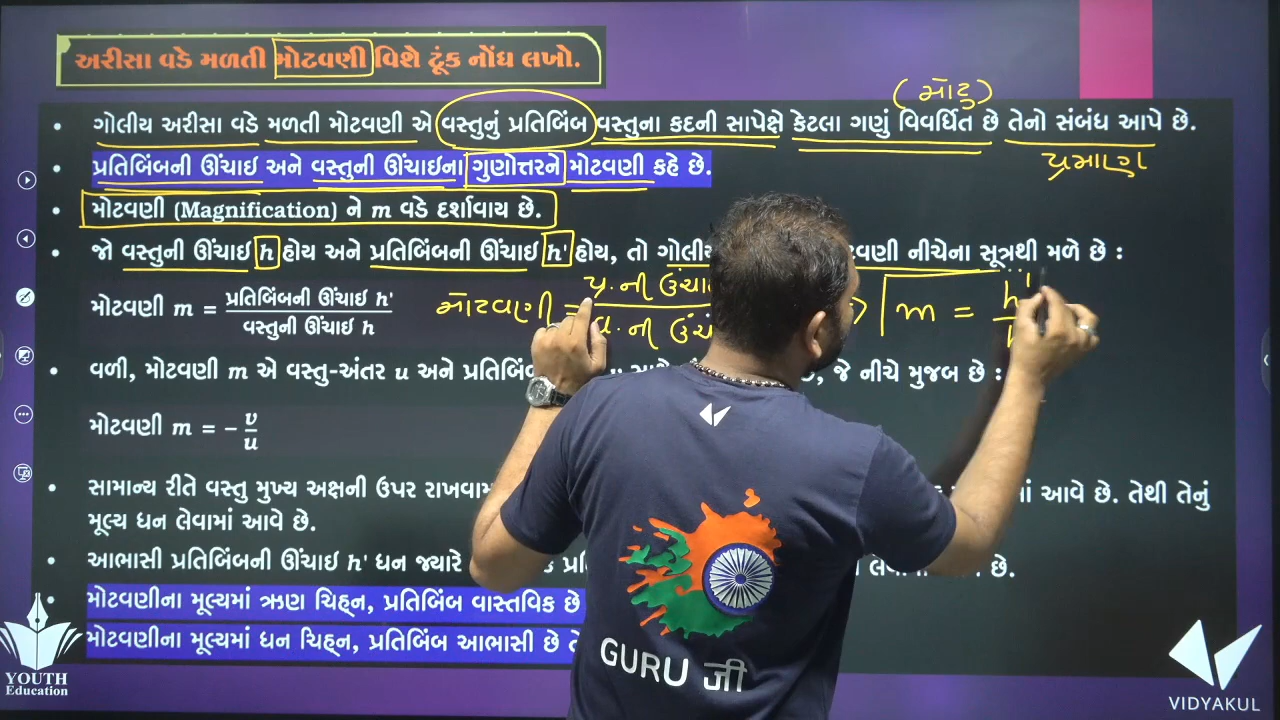 અરીસા વડે મળતી મોટવણી વિશે ટૂંક નોંધ લખો.
(મોટુ)
• ગોલીય અરીસા વડે મળતી મોટવણી એ વસ્તુનું પ્રતિબિંબ વસ્તુના કદની સાપેક્ષે કેટલા ગણું વિવર્ધિત છે તેનો સંબંધ આપે છે.
પ્રમાણ
• પ્રતિબિંબની ઊંચાઇ અને વસ્તુની ઊંચાઇના ગુણોત્તરને મોટવણી કહે છે.
• મોટવણી (Magnification) ને m વડે દર્શાવાય છે.
• જો વસ્તુની ઊંચાઇ h હોય અને પ્રતિબિંબની ઊંચાઇ h' હોય, તો નીચેના સૂત્રથી મળે છે :
મોટવણી m = પ્રતિબિંબની ઊંચાઇ h' / વસ્તુની ઊંચાઇ h
મોટવણી = પ્ર.ની / વ.ની
m = h'
• વળી, મોટવણી m એ વસ્તુ-અંતર u અને જે નીચે મુજબ છે :
મોટવણી m = - v/u
• સામાન્ય રીતે વસ્તુ મુખ્ય અક્ષની ઉપર આવે છે. તેથી તેનું
મૂલ્ય ધન લેવામાં આવે છે.
• આભાસી પ્રતિબિંબની ઊંચાઇ h' ધન જ્યારે છે.
• મોટવણીના મૂલ્યમાં ઋણ ચિહ્ન, પ્રતિબિંબ વાસ્તવિક છે
• મોટવણીના મૂલ્યમાં ધન ચિહ્ન, પ્રતિબિંબ આભાસી છે
GURU जी
YOUTH
Education
VIDYAKUL